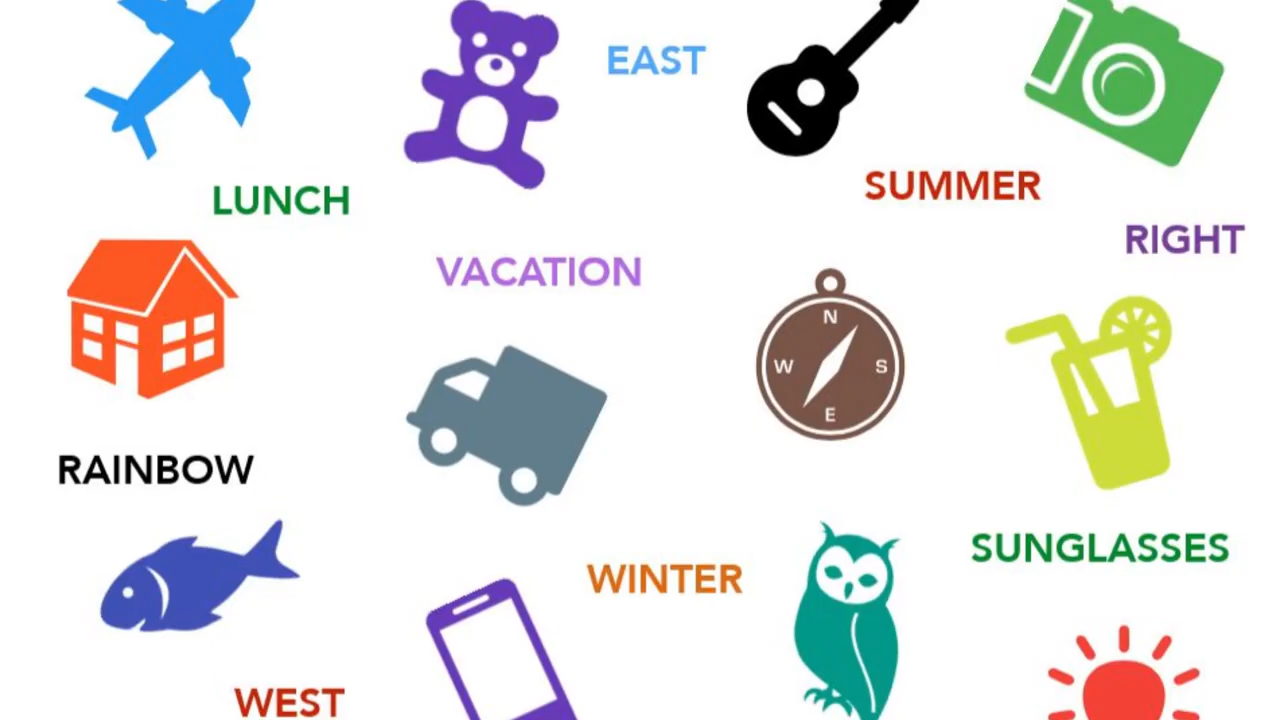 EAST
LUNCH
SUMMER
RIGHT
VACATION
N
W S
E
RAINBOW
SUNGLASSES
WINTER
WEST